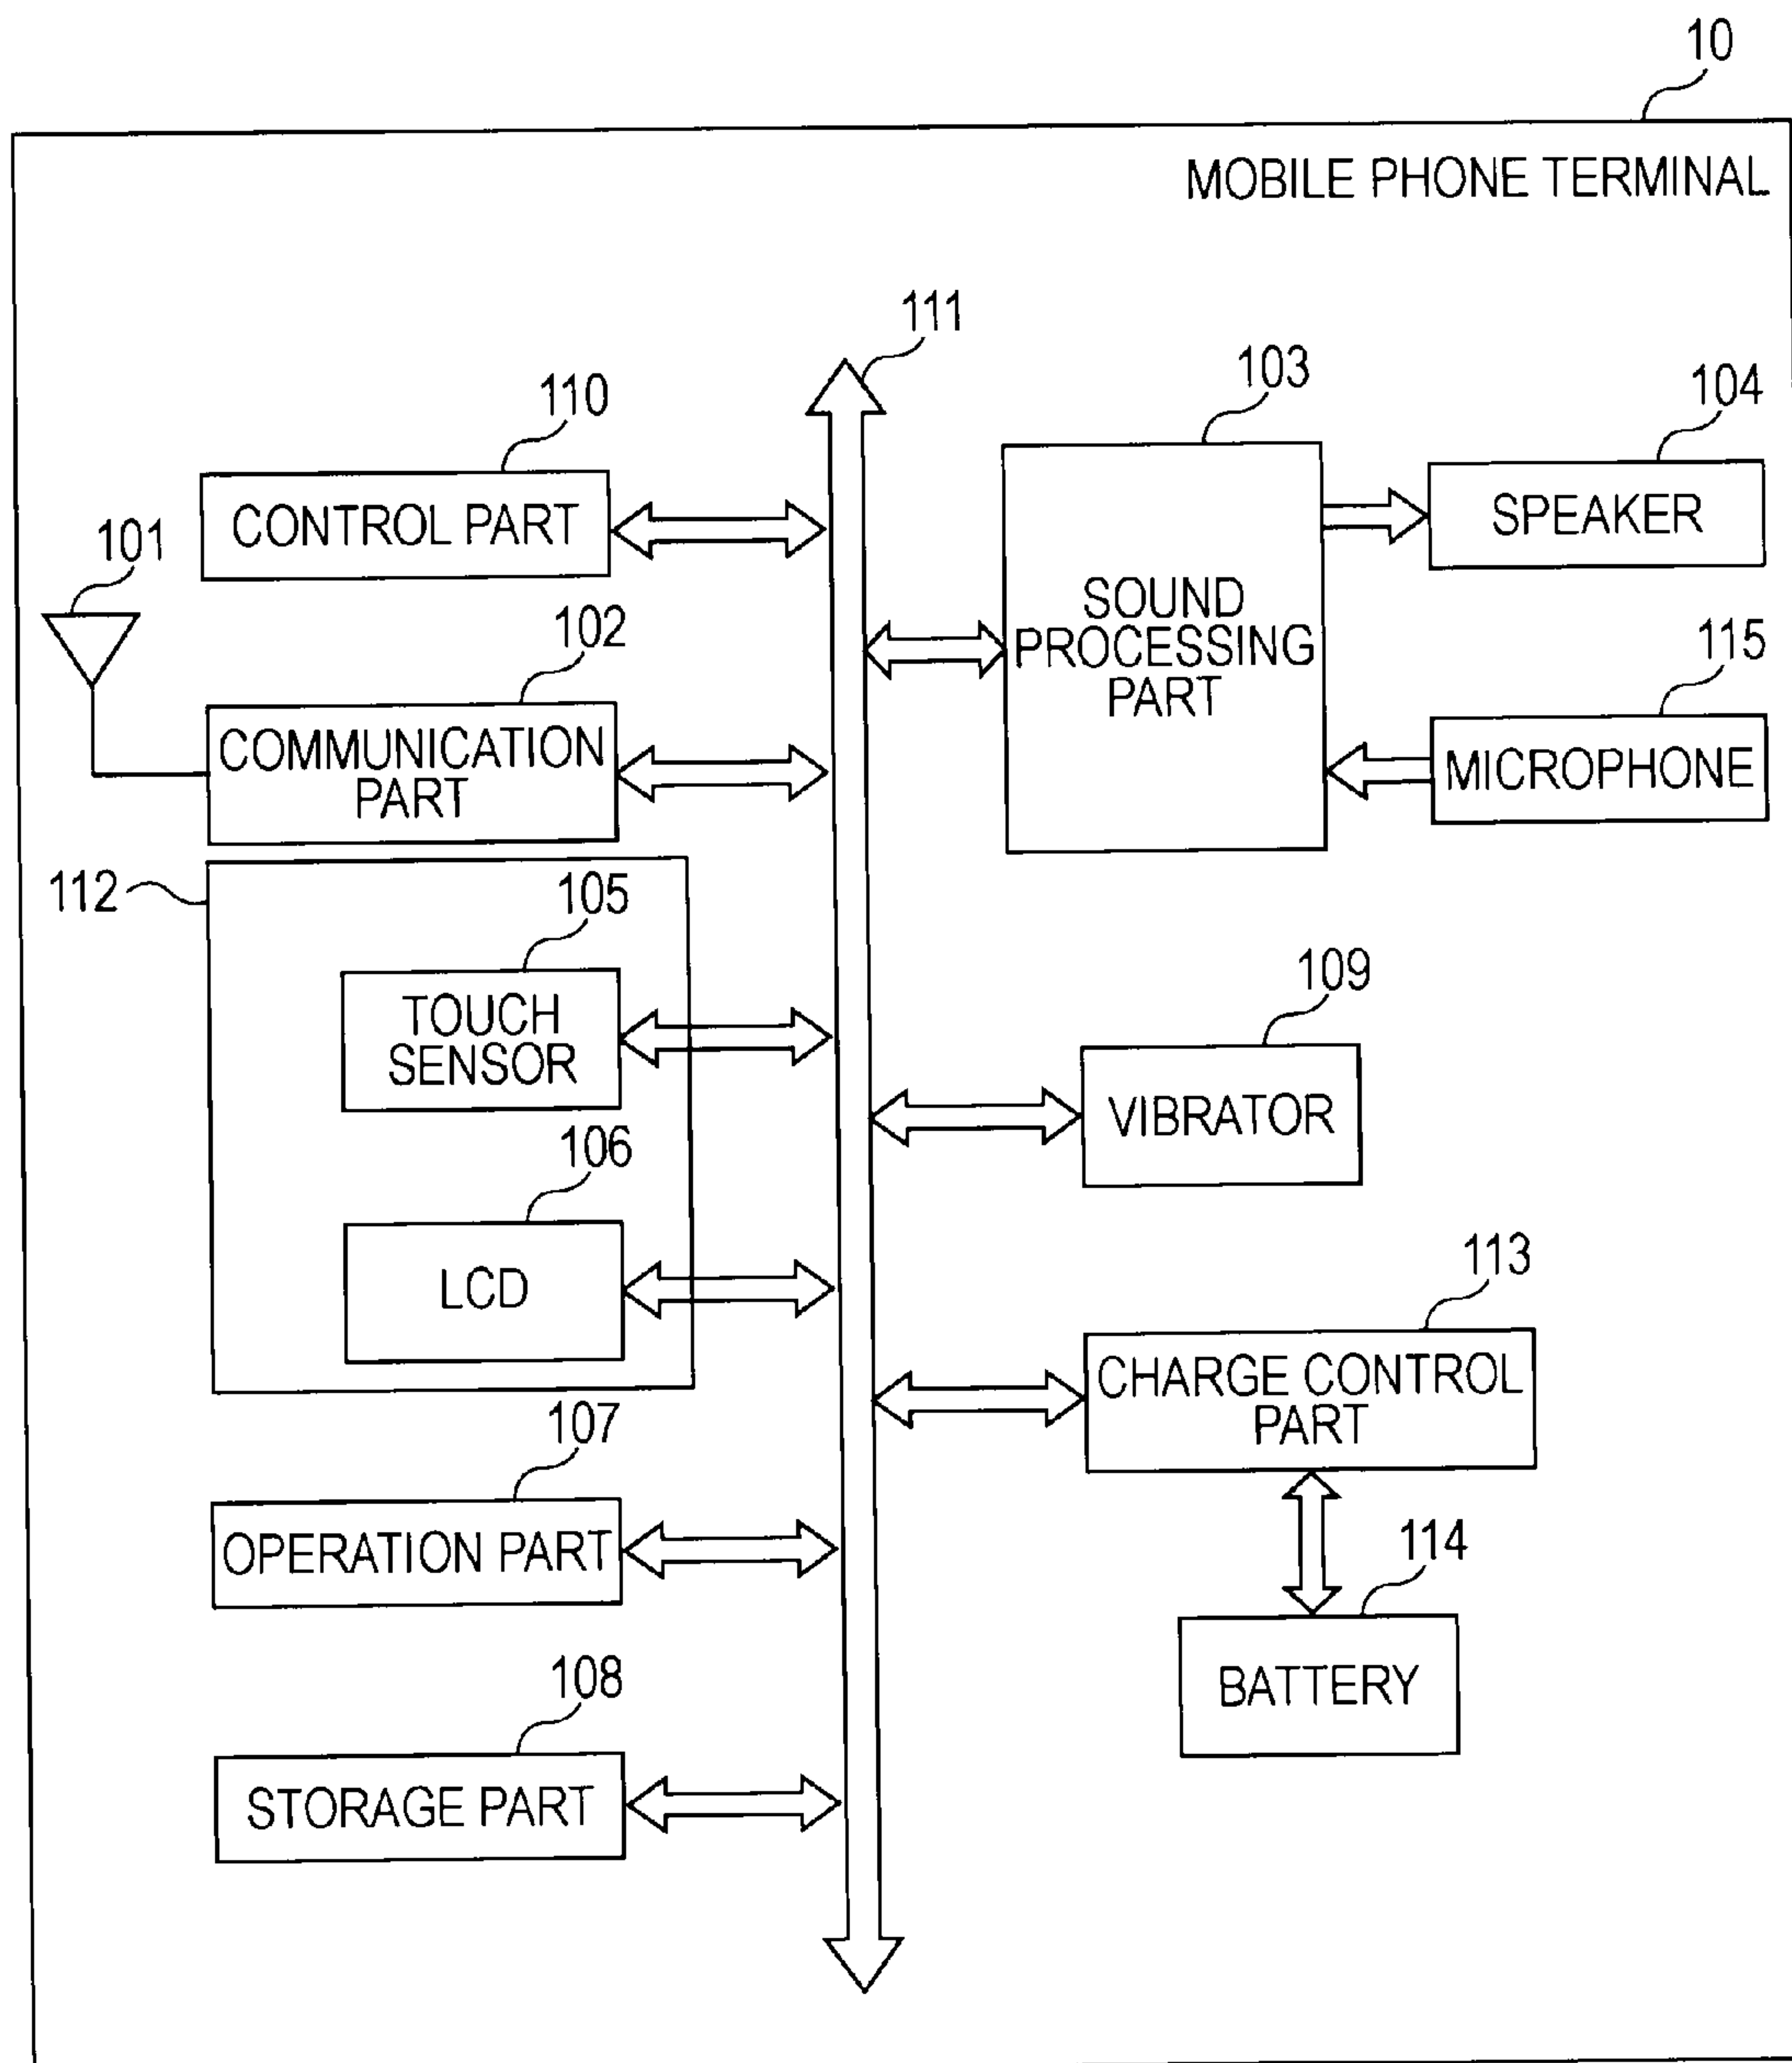 10
MOBILE PHONE TERMINAL
111
110
CONTROL PART
101
102
COMMUNICATION
PART
112
105
TOUCH
SENSOR
106
LCD
107
OPERATION PART
108
STORAGE PART
103
SOUND
PROCESSING
PART
104
SPEAKER
115
MICROPHONE
109
VIBRATOR
113
CHARGE CONTROL
PART
114
BATTERY